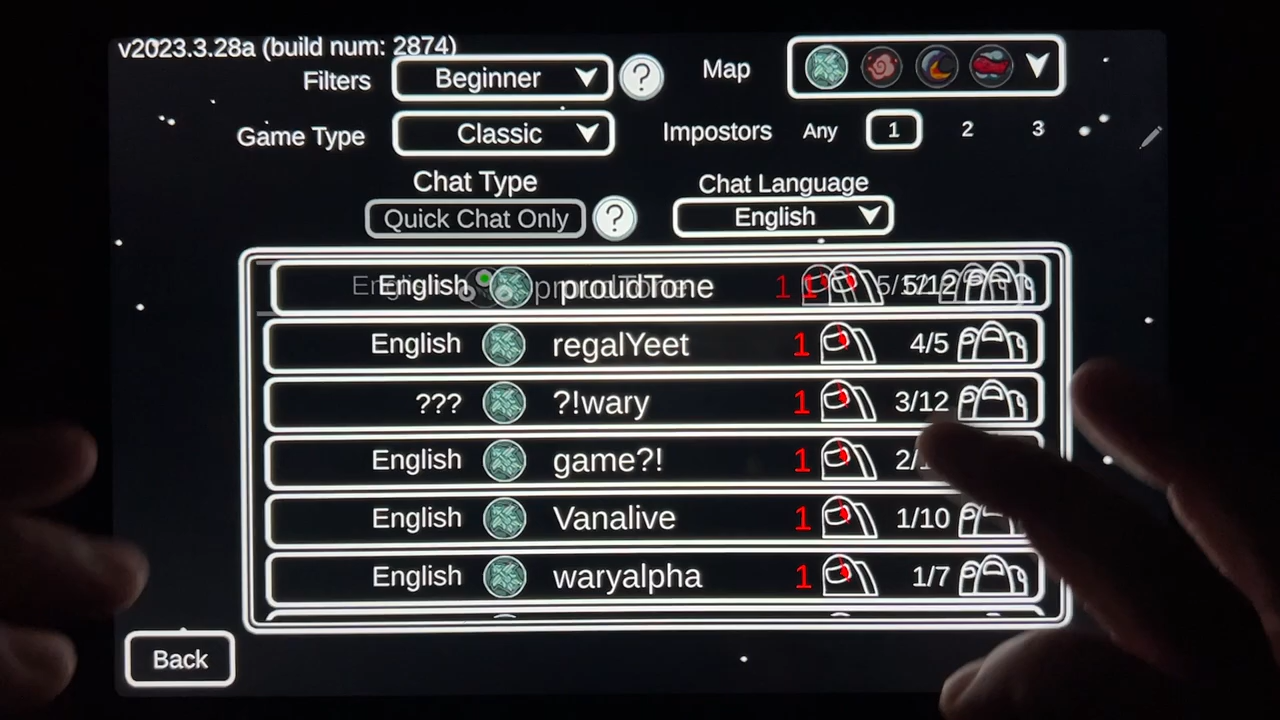 v2023.3.28a (build num: 2874)
Filters Beginner ? Map
Game Type Classic Impostors Any 1 2 3
Chat Type Chat Language
Quick Chat Only ? English
English proudTone 1 5/12
English regalYeet 1 4/5
??? ?!wary 1 3/12
English game?! 1
English Vanalive 1 1/10
English waryalpha 1 1/7
Back